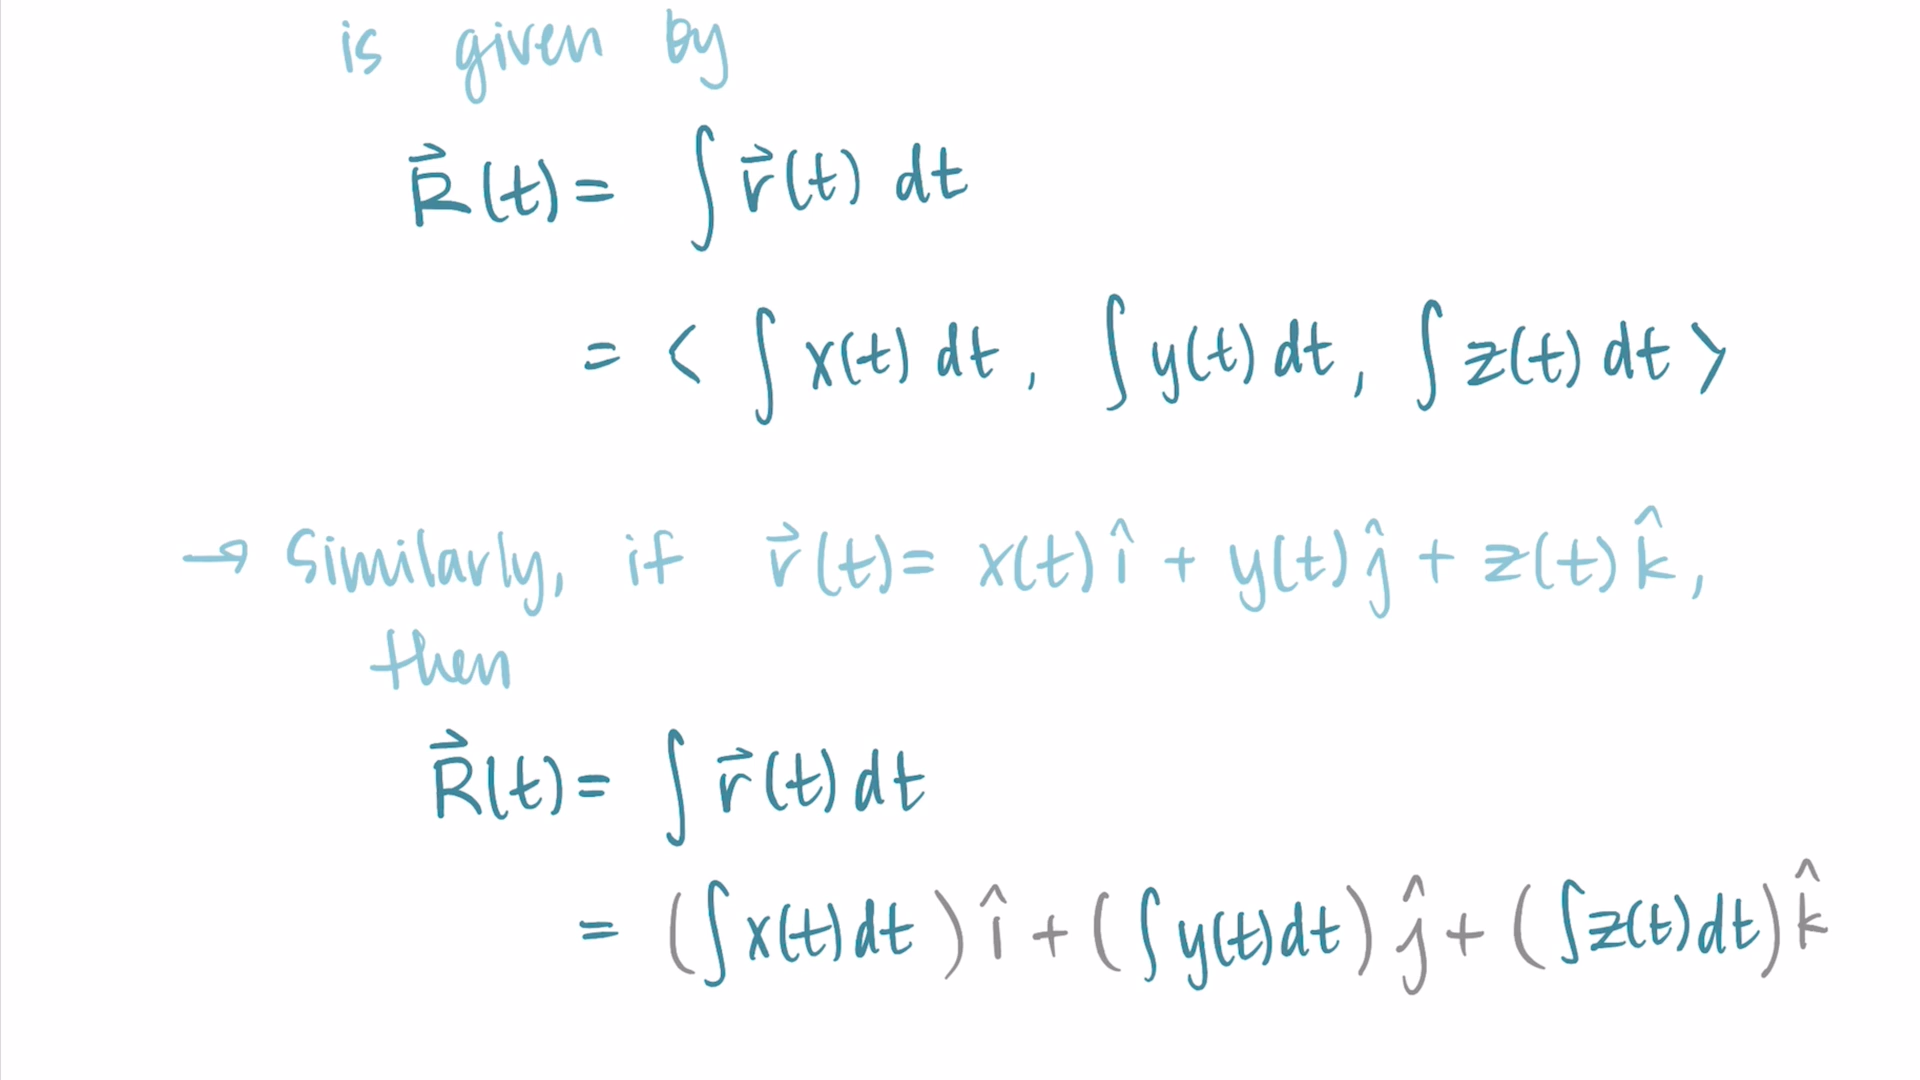 is given by
R⃗(t) = ∫ r⃗(t) dt
= < ∫ x(t) dt, ∫ y(t) dt, ∫ z(t) dt >
→ Similarly, if r⃗(t) = x(t) î + y(t) ĵ + z(t) k̂,
then
R⃗(t) = ∫ r⃗(t) dt
= (∫ x(t) dt) î + (∫ y(t) dt) ĵ + (∫ z(t) dt) k̂